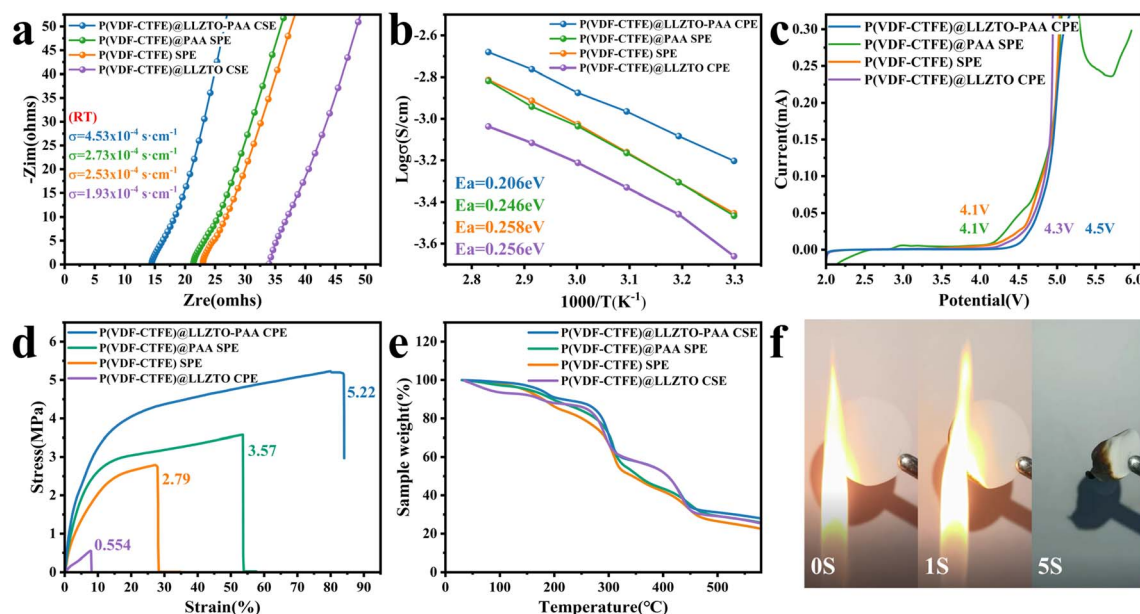 a
P(VDF-CTFE)@LLZTO-PAA CSE
P(VDF-CTFE)@PAA SPE
P(VDF-CTFE) SPE
P(VDF-CTFE)@LLZTO CSE
(RT)
σ=4.53x10⁻⁴ s·cm⁻¹
σ=2.73x10⁻⁴ s·cm⁻¹
σ=2.53x10⁻⁴ s·cm⁻¹
σ=1.93x10⁻⁴ s·cm⁻¹
-Zim(ohms)
50
45
40
35
30
25
20
15
10
5
0
0 5 10 15 20 25 30 35 40 45 50
Zre(omhs)
b
P(VDF-CTFE)@LLZTO-PAA CPE
P(VDF-CTFE)@PAA SPE
P(VDF-CTFE) SPE
P(VDF-CTFE)@LLZTO CPE
Ea=0.206eV
Ea=0.246eV
Ea=0.258eV
Ea=0.256eV
Logσ(S/cm)
-2.6
-2.8
-3.0
-3.2
-3.4
-3.6
2.8 2.9 3.0 3.1 3.2 3.3
1000/T(K⁻¹)
c
P(VDF-CTFE)@LLZTO-PAA CPE
P(VDF-CTFE)@PAA SPE
P(VDF-CTFE) SPE
P(VDF-CTFE)@LLZTO CPE
4.1V
4.1V 4.3V 4.5V
Current(mA)
0.30
0.25
0.20
0.15
0.10
0.05
0.00
2.0 2.5 3.0 3.5 4.0 4.5 5.0 5.5 6.0
Potential(V)
d
P(VDF-CTFE)@LLZTO-PAA CPE
P(VDF-CTFE)@PAA SPE
P(VDF-CTFE) SPE
P(VDF-CTFE)@LLZTO CPE
5.22
3.57
2.79
0.554
Stress(MPa)
6
5
4
3
2
1
0
0 10 20 30 40 50 60 70 80 90
Strain(%)
e
P(VDF-CTFE)@LLZTO-PAA CSE
P(VDF-CTFE)@PAA SPE
P(VDF-CTFE) SPE
P(VDF-CTFE)@LLZTO CSE
Sample weight(%)
120
100
80
60
40
20
0
0 100 200 300 400 500
Temperature(℃)
f
0S 1S 5S